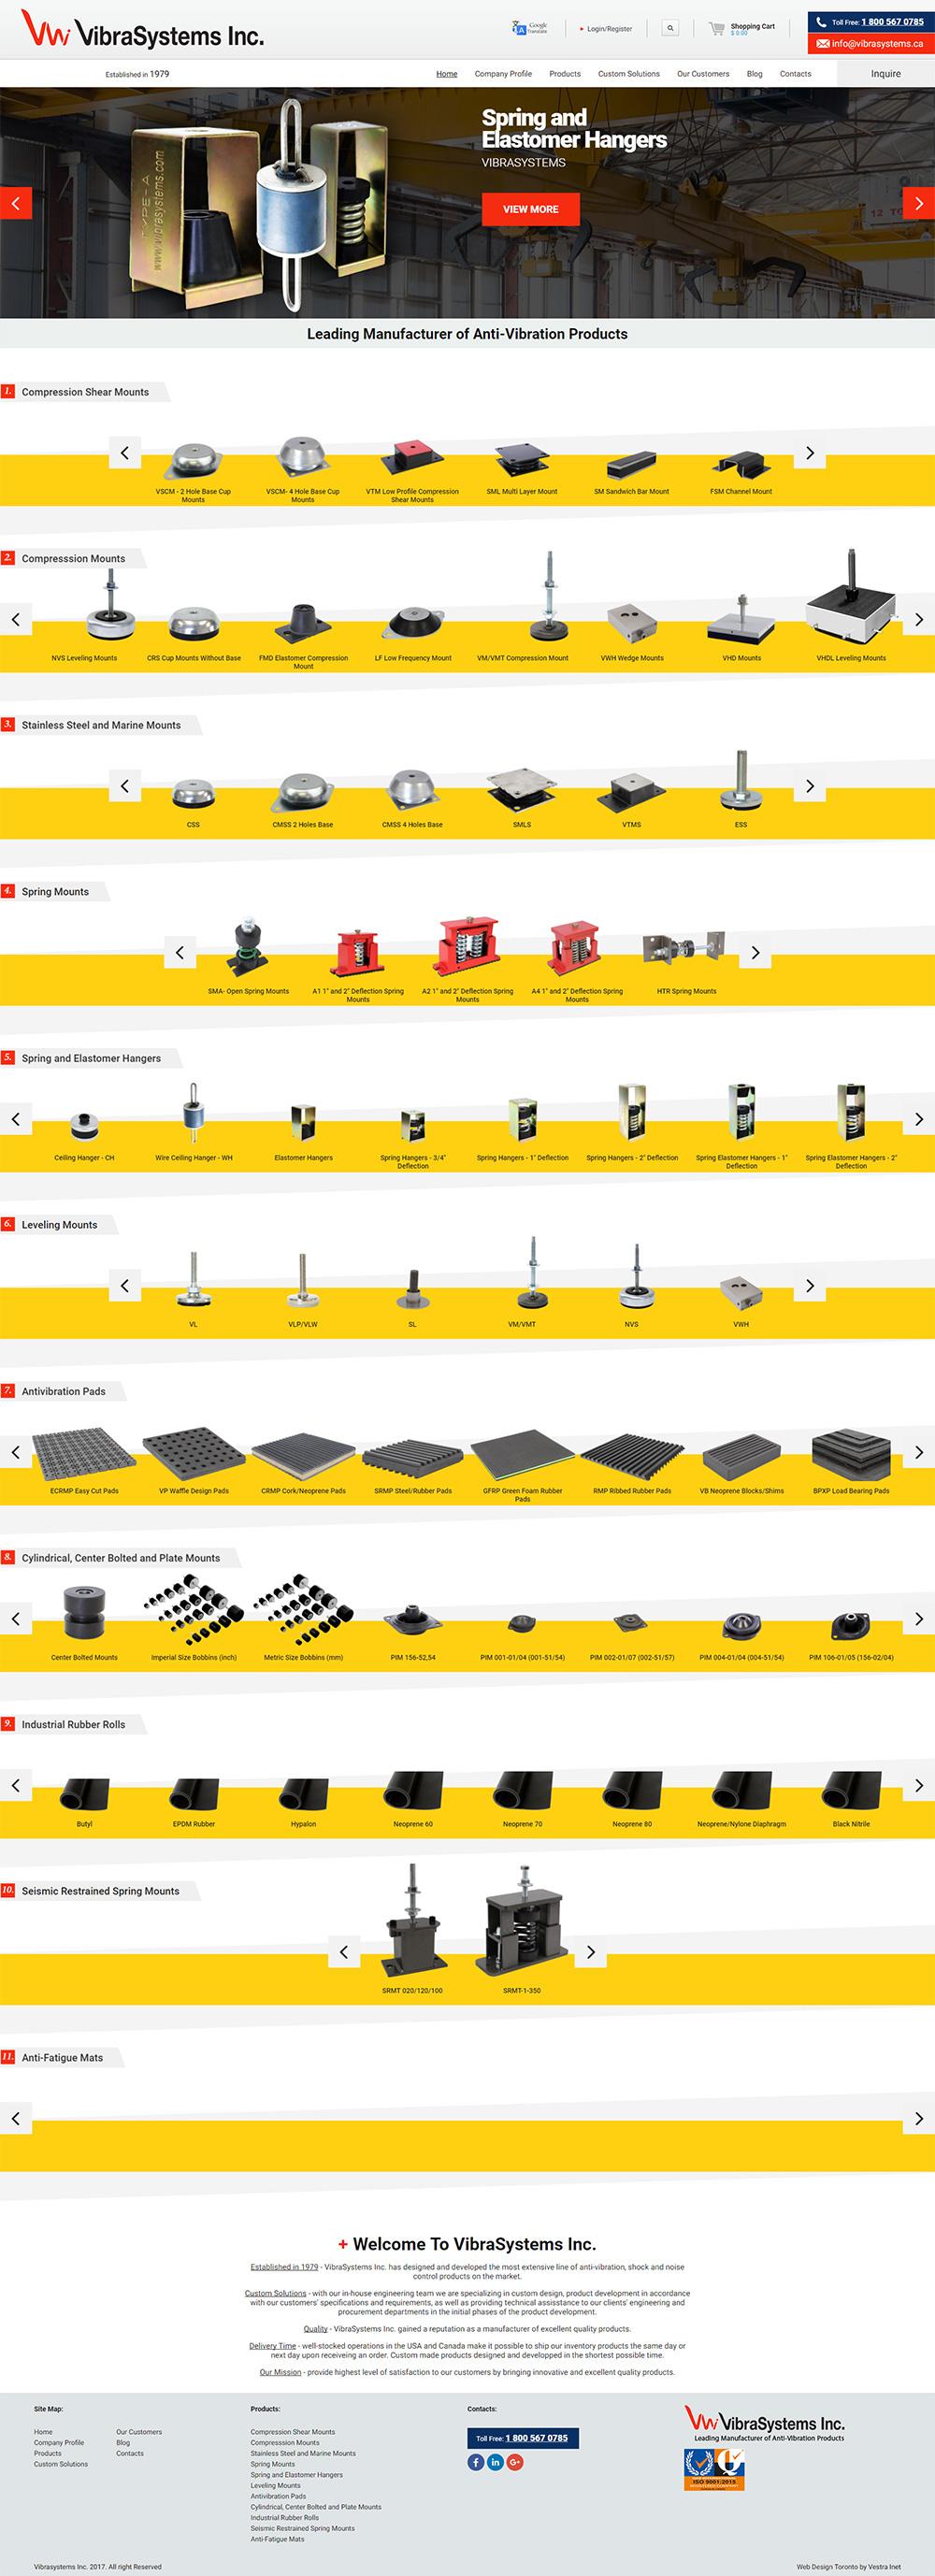 VibraSystems Inc.
Google Translate
Login/Register
Shopping Cart
$ 0.00
Toll Free: 1 800 567 0785
info@vibrasystems.ca
Established in 1979
Home
Company Profile
Products
Custom Solutions
Our Customers
Blog
Contacts
Inquire
TYPE-A
www.vibrasystems.com
Spring and
Elastomer Hangers
VIBRASYSTEMS
VIEW MORE
Leading Manufacturer of Anti-Vibration Products
1. Compression Shear Mounts
VSCM - 2 Hole Base Cup Mounts
VSCM- 4 Hole Base Cup Mounts
VTM Low Profile Compression Shear Mounts
SML Multi Layer Mount
SM Sandwich Bar Mount
FSM Channel Mount
2. Compresssion Mounts
NVS Leveling Mounts
CRS Cup Mounts Without Base
FMD Elastomer Compression Mount
LF Low Frequency Mount
VM/VMT Compression Mount
VWH Wedge Mounts
VHD Mounts
VHDL Leveling Mounts
3. Stainless Steel and Marine Mounts
CSS
CMSS 2 Holes Base
CMSS 4 Holes Base
SMLS
VTMS
ESS
4. Spring Mounts
SMA- Open Spring Mounts
A1 1" and 2" Deflection Spring Mounts
A2 1" and 2" Deflection Spring Mounts
A4 1" and 2" Deflection Spring Mounts
HTR Spring Mounts
5. Spring and Elastomer Hangers
Ceiling Hanger - CH
Wire Ceiling Hanger - WH
Elastomer Hangers
Spring Hangers - 3/4" Deflection
Spring Hangers - 1" Deflection
Spring Hangers - 2" Deflection
Spring Elastomer Hangers - 1" Deflection
Spring Elastomer Hangers - 2" Deflection
6. Leveling Mounts
VL
VLP/VLW
SL
VM/VMT
NVS
VWH
7. Antivibration Pads
ECRMP Easy Cut Pads
VP Waffle Design Pads
CRMP Cork/Neoprene Pads
SRMP Steel/Rubber Pads
GFRP Green Foam Rubber Pads
RMP Ribbed Rubber Pads
VB Neoprene Blocks/Shims
BPXP Load Bearing Pads
8. Cylindrical, Center Bolted and Plate Mounts
Center Bolted Mounts
Imperial Size Bobbins (inch)
Metric Size Bobbins (mm)
PIM 156-52,54
PIM 001-01/04 (001-51/54)
PIM 002-01/07 (002-51/57)
PIM 004-01/04 (004-51/54)
PIM 106-01/05 (156-02/04)
9. Industrial Rubber Rolls
Butyl
EPDM Rubber
Hypalon
Neoprene 60
Neoprene 70
Neoprene 80
Neoprene/Nylone Diaphragm
Black Nitrile
10. Seismic Restrained Spring Mounts
SRMT 020/120/100
SRMT-1-350
11. Anti-Fatigue Mats
+ Welcome To VibraSystems Inc.
Established in 1979 - VibraSystems Inc. has designed and developed the most extensive line of anti-vibration, shock and noise
control products on the market.
Custom Solutions - with our in-house engineering team we are specializing in custom design, product development in accordance
with our customers' specifications and requirements, as well as providing technical assisstance to our clients' engineering and
procurement departments in the initial phases of the product development.
Quality - VibraSystems Inc. gained a reputation as a manufacturer of excellent quality products.
Delivery Time - well-stocked operations in the USA and Canada make it possible to ship our inventory products the same day or
next day upon receiveing an order. Custom made products designed and developped in the shortest possible time.
Our Mission - provide highest level of satisfaction to our customers by bringing innovative and excellent quality products.
Site Map:
Home
Company Profile
Products
Custom Solutions
Our Customers
Blog
Contacts
Products:
Compression Shear Mounts
Compresssion Mounts
Stainless Steel and Marine Mounts
Spring Mounts
Spring and Elastomer Hangers
Leveling Mounts
Antivibration Pads
Cylindrical, Center Bolted and Plate Mounts
Industrial Rubber Rolls
Seismic Restrained Spring Mounts
Anti-Fatigue Mats
Contacts:
Toll Free: 1 800 567 0785
VibraSystems Inc.
Leading Manufacturer of Anti-Vibration Products
ISO 9001:2015
Vibrasystems Inc. 2017. All right Reserved
Web Design Toronto by Vestra Inet